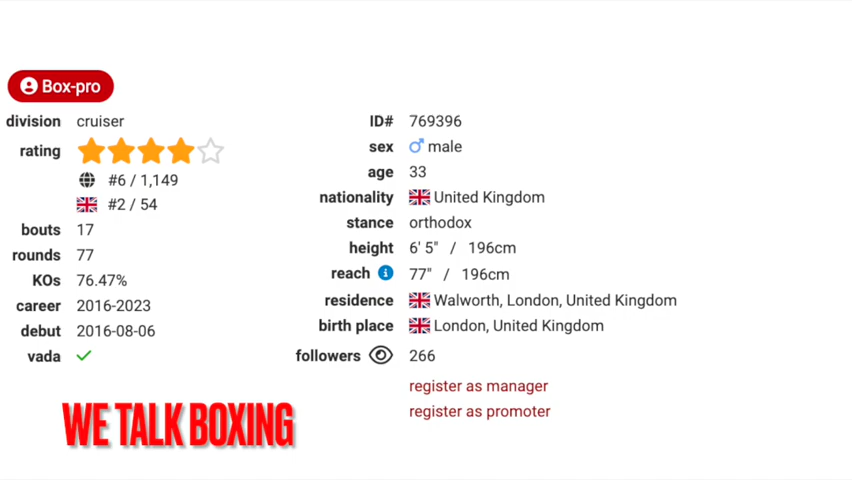 Box-pro
division cruiser
rating
#6 / 1,149
#2 / 54
bouts 17
rounds 77
KOs 76.47%
career 2016-2023
debut 2016-08-06
vada
ID# 769396
sex male
age 33
nationality United Kingdom
stance orthodox
height 6' 5" / 196cm
reach i 77" / 196cm
residence Walworth, London, United Kingdom
birth place London, United Kingdom
followers 266
register as manager
register as promoter
WE TALK BOXING